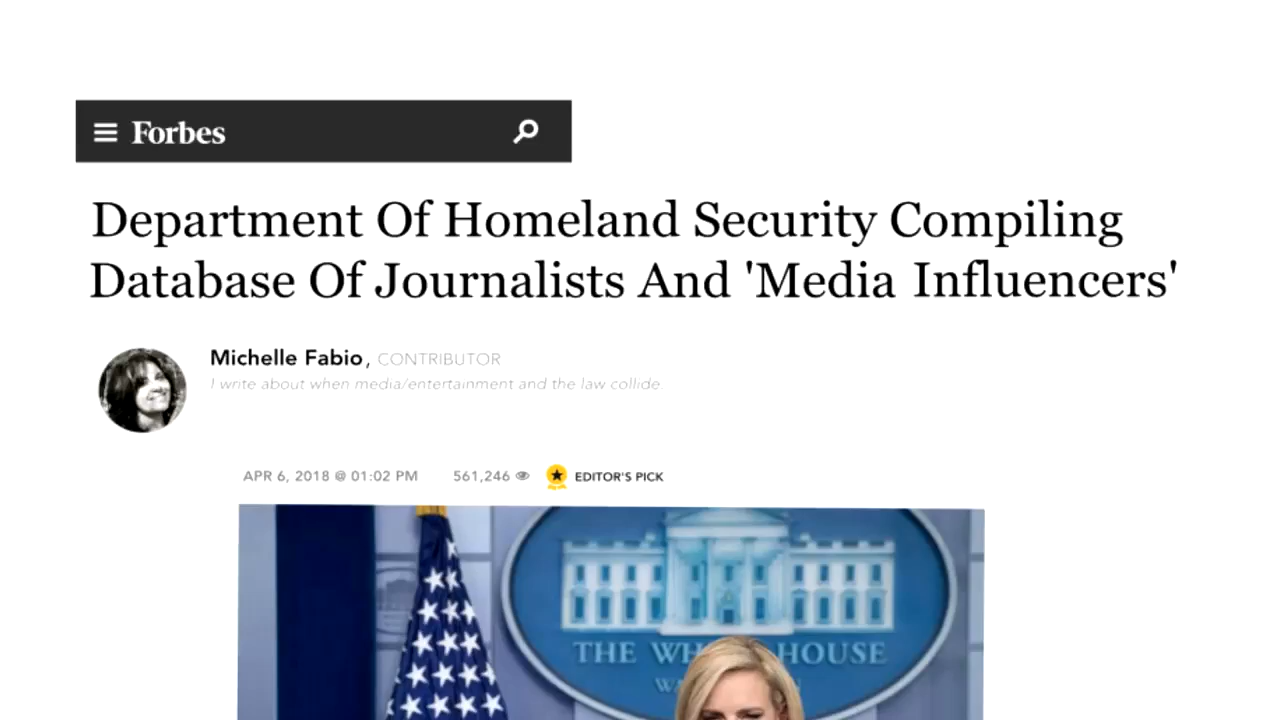 Forbes
Department Of Homeland Security Compiling
Database Of Journalists And 'Media Influencers'
Michelle Fabio, CONTRIBUTOR
I write about when media/entertainment and the law collide.
APR 6, 2018 @ 01:02 PM 561,246 EDITOR'S PICK
THE WH HOUSE